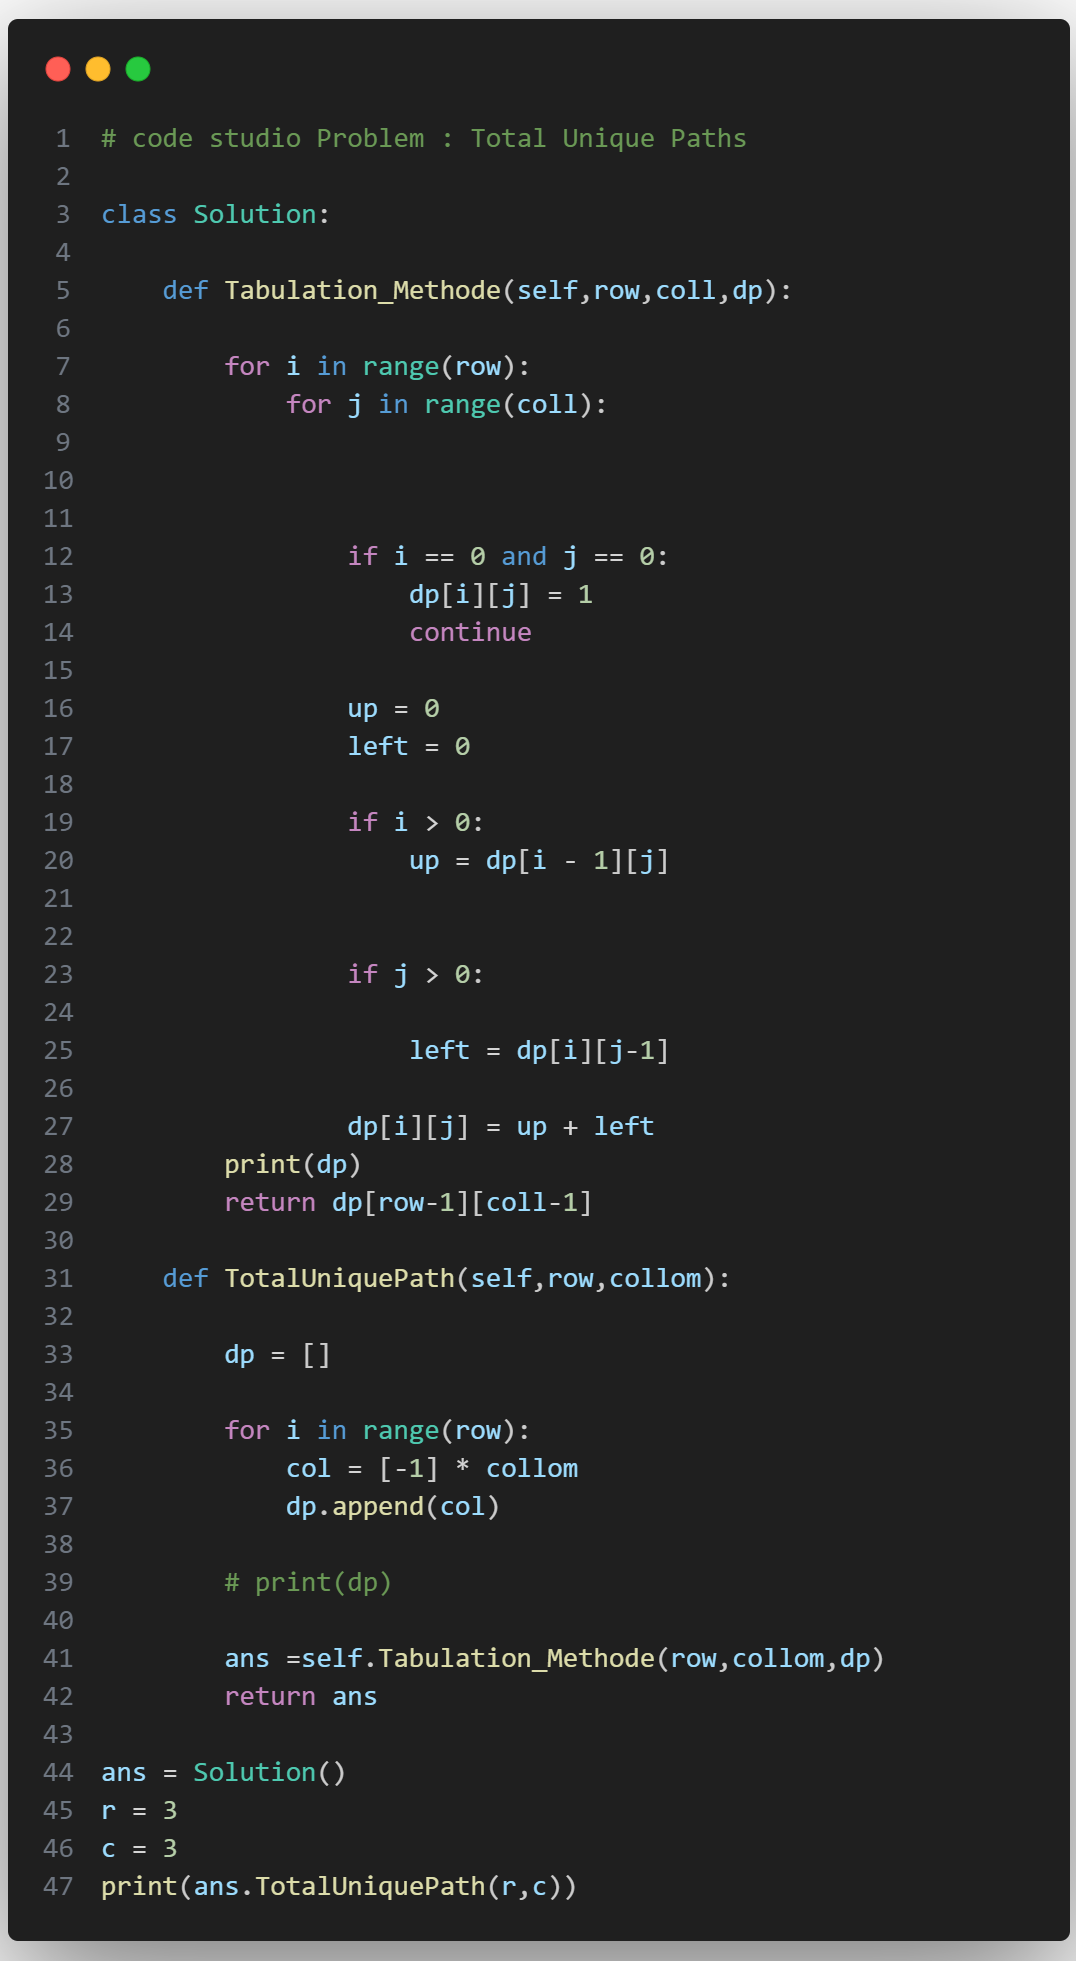 1 # code studio Problem : Total Unique Paths
2
3 class Solution:
4
5     def Tabulation_Methode(self,row,coll,dp):
6
7         for i in range(row):
8             for j in range(coll):
9
10
11
12                 if i == 0 and j == 0:
13                     dp[i][j] = 1
14                     continue
15
16                 up = 0
17                 left = 0
18
19                 if i > 0:
20                     up = dp[i - 1][j]
21
22
23                 if j > 0:
24
25                     left = dp[i][j-1]
26
27                 dp[i][j] = up + left
28         print(dp)
29         return dp[row-1][coll-1]
30
31     def TotalUniquePath(self,row,collom):
32
33         dp = []
34
35         for i in range(row):
36             col = [-1] * collom
37             dp.append(col)
38
39         # print(dp)
40
41         ans =self.Tabulation_Methode(row,collom,dp)
42         return ans
43
44 ans = Solution()
45 r = 3
46 c = 3
47 print(ans.TotalUniquePath(r,c))